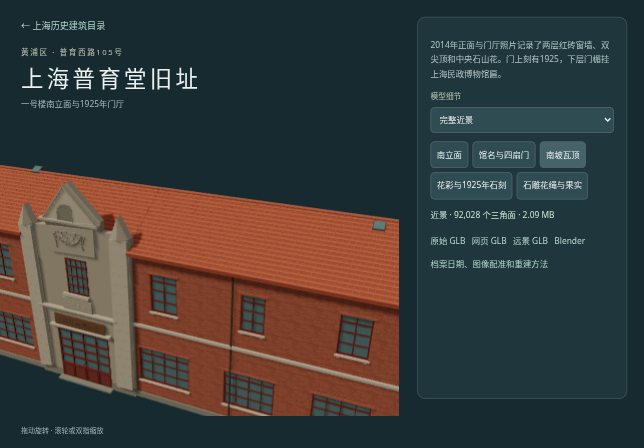 ← 上海历史建筑目录
黄浦区 · 普育西路105号
上海普育堂旧址
一号楼南立面与1925年门厅
2014年正面与门厅照片记录了两层红砖窗墙、双
尖顶和中央石山花。门上刻有1925，下层门楣挂
上海民政博物馆匾。
模型细节
完整近景
南立面
馆名与四扇门
南坡瓦顶
花彩与1925年石刻
石雕花绳与果实
近景 · 92,028 个三角面 · 2.09 MB
原始 GLB 网页 GLB 远景 GLB Blender
档案日期、图像配准和重建方法
拖动旋转 · 滚轮或双指缩放